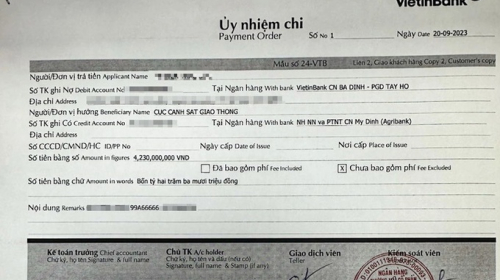 VietinBank
Ủy nhiệm chi
Payment Order
Số No 1
Ngày Date 20-09-2023
Mẫu số 24-VTB
Liên 2, Giao khách hàng Copy 2, Customer's copy
Người/Đơn vị trả tiền Applicant Name
Số TK ghi Nợ Debit Account No
Tại Ngân hàng With bank VietinBank CN BA DINH - PGD TAY HO
Địa chỉ Address
Người/Đơn vị hưởng Beneficiary Name CỤC CẢNH SAT GIAO THONG
Số TK ghi Có Credit Account No
Tại Ngân hàng With bank NH NN va PTNT CN My Dinh (Agribank)
Địa chỉ Address
Số CCCD/CMND/HC ID/PP No
Ngày cấp Date of Issue
Nơi cấp Place of Issue
Số tiền bằng số Amount in figures 4,230,000,000 VND
Đã bao gồm phí Fee Included
X Chưa bao gồm phí Fee Excluded
Số tiền bằng chữ Amount in words Bốn tỷ hai trăm ba mươi triệu đồng
Nội dung Remarks 99A66666
Kế toán trưởng Chief accountant
Chủ TK A/c holder
Giao dịch viên
Kiểm soát viên
Chữ ký, họ tên Signature & full name
Chữ ký, họ tên và dấu (nếu có)
Teller
Signature, full name & Stamp (if any)
NGÂN HÀNG